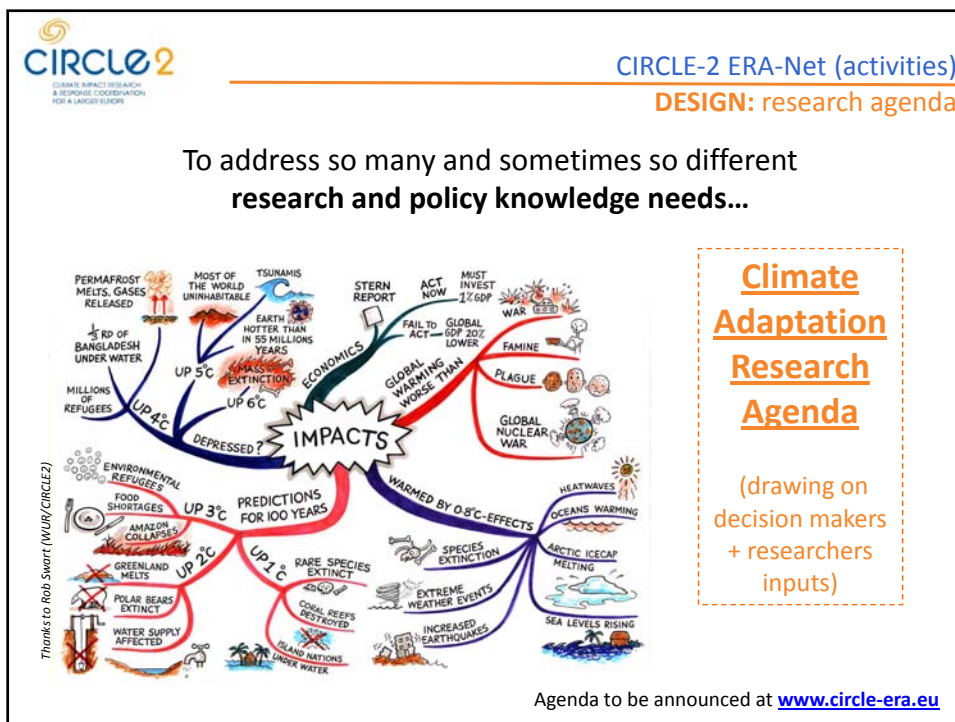 CIRCLE2
CLIMATE IMPACT RESEARCH
& RESPONSE COORDINATION
FOR A LARGER EUROPE
CIRCLE-2 ERA-Net (activities)
DESIGN: research agenda
To address so many and sometimes so different
research and policy knowledge needs…
PERMAFROST
MELTS, GASES
RELEASED
MOST OF
THE WORLD
UNINHABITABLE
TSUNAMIS
EARTH
HOTTER THAN
IN 55 MILLIONS
YEARS
⅓ RD OF
BANGLADESH
UNDER WATER
MILLIONS
OF
REFUGEES
UP 4°C
UP 5°C
MASS
EXTINCTION
UP 6°C
DEPRESSED?
IMPACTS
ECONOMICS
STERN
REPORT
ACT
NOW
MUST
INVEST
1% GDP
FAIL TO
ACT
GLOBAL
GDP 20%
LOWER
GLOBAL
WARMING
WORSE THAN
WAR
FAMINE
PLAGUE
GLOBAL
NUCLEAR
WAR
PREDICTIONS
FOR 100 YEARS
UP 3°C
ENVIRONMENTAL
REFUGEES
FOOD
SHORTAGES
AMAZON
COLLAPSES
UP 2°C
GREENLAND
MELTS
POLAR BEARS
EXTINCT
WATER SUPPLY
AFFECTED
UP 1°C
RARE SPECIES
EXTINCT
CORAL REEFS
DESTROYED
ISLAND NATIONS
UNDER WATER
WARMED BY 0·8°C-EFFECTS
HEATWAVES
OCEANS WARMING
ARCTIC ICECAP
MELTING
SEA LEVELS RISING
SPECIES
EXTINCTION
EXTREME
WEATHER EVENTS
INCREASED
EARTHQUAKES
Thanks to Rob Swart (WUR/CIRCLE2)
Climate
Adaptation
Research
Agenda
(drawing on
decision makers
+ researchers
inputs)
Agenda to be announced at www.circle-era.eu